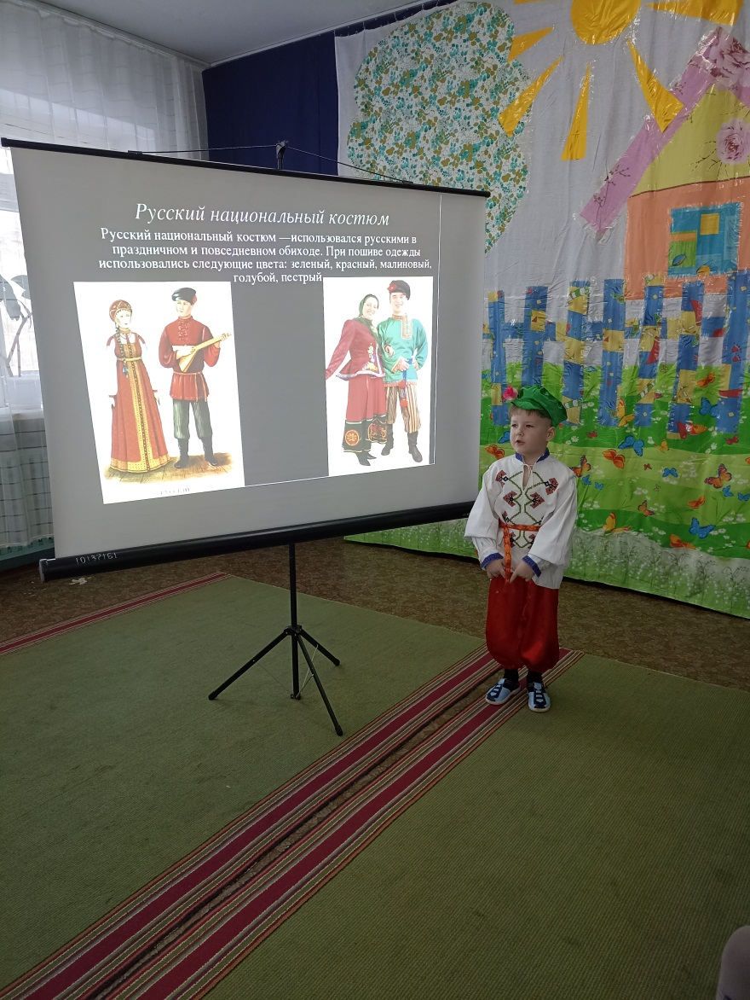 Русский национальный костюм
Русский национальный костюм —использовался русскими в
праздничном и повседневном обиходе. При пошиве одежды
использовались следующие цвета: зеленый, красный, малиновый,
голубой, пестрый
10137151